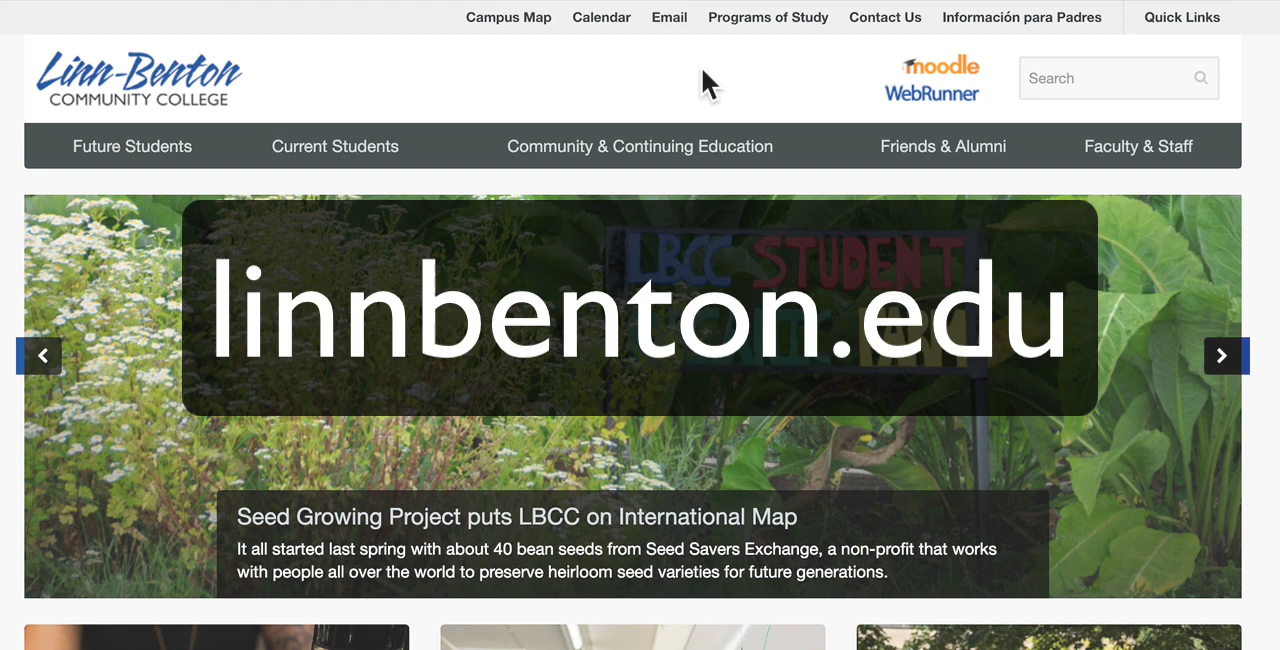 Campus Map Calendar Email Programs of Study Contact Us Información para Padres Quick Links
Linn-Benton
COMMUNITY COLLEGE
moodle
WebRunner
Search
Future Students Current Students Community & Continuing Education Friends & Alumni Faculty & Staff
LBCC STUDENT
linnbenton.edu
Seed Growing Project puts LBCC on International Map
It all started last spring with about 40 bean seeds from Seed Savers Exchange, a non-profit that works
with people all over the world to preserve heirloom seed varieties for future generations.